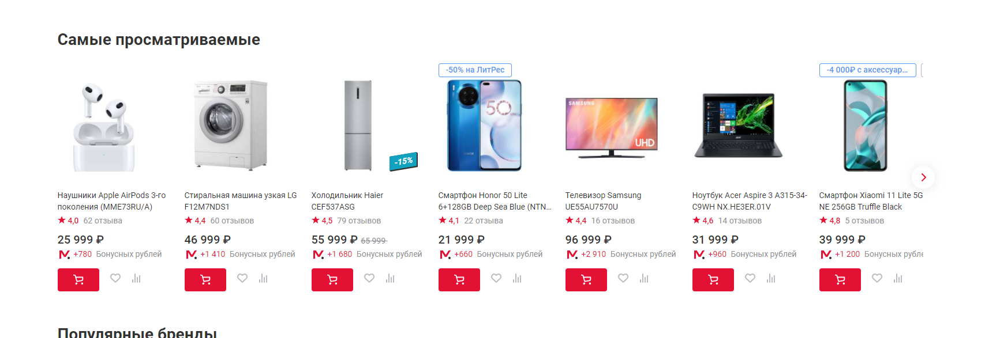 Самые просматриваемые
-50% на ЛитРес
-4 000₽ с аксессуар...
50
Lite
HONOR
SAMSUNG
UHD
acer
-15%
Наушники Apple AirPods 3-го
поколения (MME73RU/A)
4,0 62 отзыва
25 999 ₽
+780 Бонусных рублей
Стиральная машина узкая LG
F12M7NDS1
4,4 60 отзывов
46 999 ₽
+1 410 Бонусных рублей
Холодильник Haier
CEF537ASG
4,5 79 отзывов
55 999 ₽ 65 999
+1 680 Бонусных рублей
Смартфон Honor 50 Lite
6+128GB Deep Sea Blue (NTN...
4,1 22 отзыва
21 999 ₽
+660 Бонусных рублей
Телевизор Samsung
UE55AU7570U
4,4 16 отзывов
96 999 ₽
+2 910 Бонусных рублей
Ноутбук Acer Aspire 3 A315-34-
C9WH NX.HE3ER.01V
4,6 14 отзывов
31 999 ₽
+960 Бонусных рублей
Смартфон Xiaomi 11 Lite 5G
NE 256GB Truffle Black
4,8 5 отзывов
39 999 ₽
+1 200 Бонусных рубле
Популярные бренды